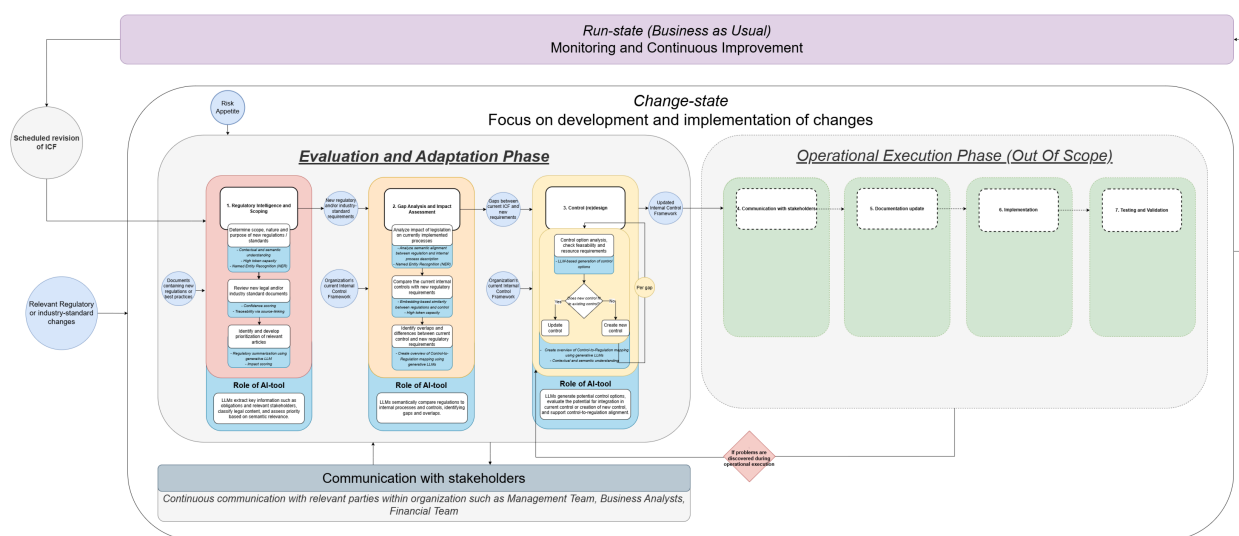 Run-state (Business as Usual)
Monitoring and Continuous Improvement
Risk
Appetite
Change-state
Focus on development and implementation of changes
Scheduled revision
of ICF
Relevant Regulatory
or industry-standard
changes
Evaluation and Adaptation Phase
Documents
containing new
regulations or
best practices
1. Regulatory Intelligence and
Scoping
Determine scope, nature and
purpose of new regulations /
standards
- Contextual and semantic
understanding
- High token capacity
- Named Entity Recognition (NER)
Review new legal and/or
industry standard documents
- Confidence scoring
- Traceability via source-linking
Identify and develop
prioritization of relevant
articles
- Regulatory summarization using
generative LLM
- Impact scoring
Role of AI-tool
LLMs extract key information such as
obligations and relevant stakeholders,
classify legal content, and assess priority
based on semantic relevance.
New regulatory
and/or industry-
standard
requirements
Organization's
current Internal
Control
Framework
2. Gap Analysis and Impact
Assessment
Analyze impact of legislation
on currently implemented
processes
- Analyze semantic alignment
between regulation and internal
process description
- Named Entity Recognition (NER)
Compare the current internal
controls with new regulatory
requirements
- Embedding-based similarity
between regulations and control
- High token capacity
Identify overlaps and
differences between current
control and new regulatory
requirements
- Create overview of Control-to-
Regulation mapping using
generative LLMs
Role of AI-tool
LLMs semantically compare regulations to
internal processes and controls, identifying
gaps and overlaps.
Gaps between
current ICF and
new
requirements
Organization's
current Internal
Control
Framework
3. Control (re)design
Control option analysis,
check feasability and
resource requirements
- LLM-based generation of control
options
Does new control fit
in existing control?
Yes
No
Update
control
Create new
control
Per gap
- Create overview of Control-to-Regulation mapping
using generative LLMs
- Contextual and semantic understanding
Role of AI-tool
LLMs generate potential control options,
evaluate the potential for integration in
current control or creation of new control,
and support control-to-regulation alignment
Updated
Internal Control
Framework
Operational Execution Phase (Out Of Scope)
4. Communication with stakeholders
5. Documentation update
6. Implementation
7. Testing and Validation
If problems are
discovered during
operational execution
Communication with stakeholders
Continuous communication with relevant parties within organization such as Management Team, Business Analysts,
Financial Team